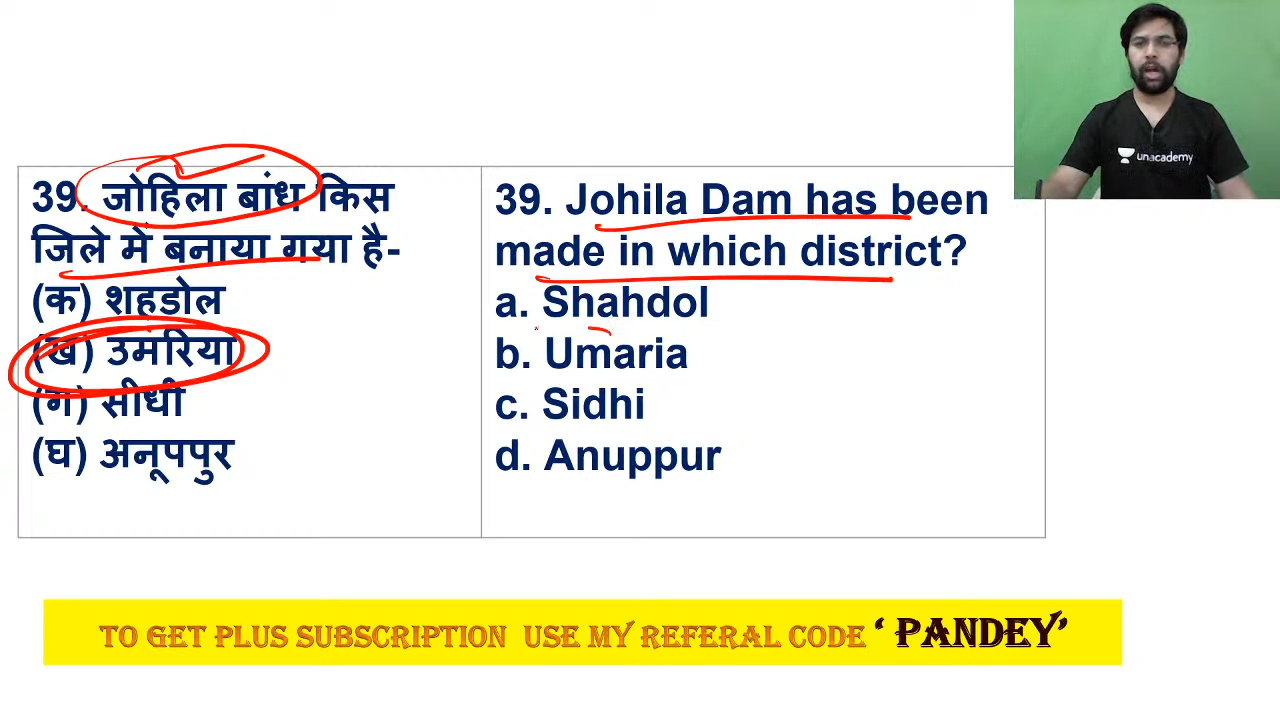 39. जोहिला बांध किस
जिले में बनाया गया है-
(क) शहडोल
(ख) उमरिया
(ग) सीधी
(घ) अनूपपुर
39. Johila Dam has been
made in which district?
a. Shahdol
b. Umaria
c. Sidhi
d. Anuppur
unacademy
TO GET PLUS SUBSCRIPTION USE MY REFERAL CODE ‘ PANDEY’